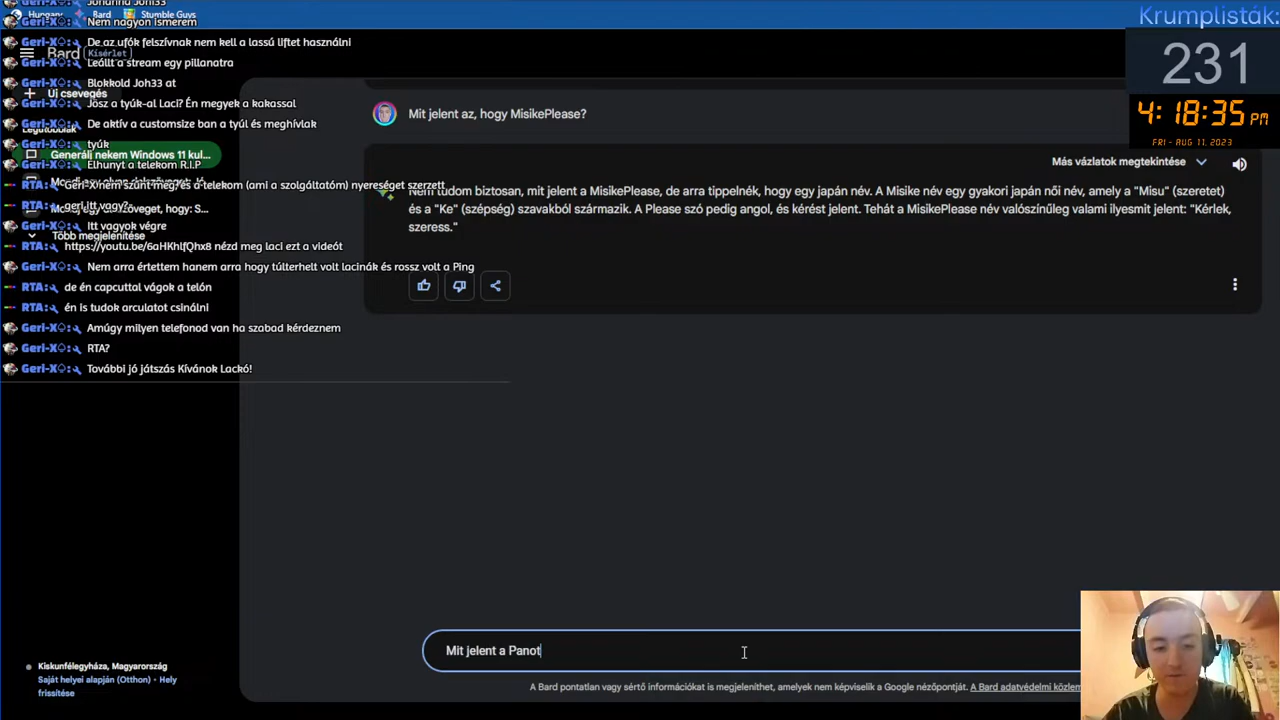 Johanna Joh33
Hungary Bard Stumble Guys
Geri-X: Nem nagyon ismerem
Geri-X: De az ufók felszívnak nem kell a lassú liftet használni
Bard Kísérlet
Geri-X: Leállt a stream egy pillanatra
Geri-X: Blokkold Joh33 at
Új csevegés
Geri-X: Jösz a tyúk-al Laci? Én megyek a kakassal
Geri-X: De aktív a customsize ban a tyúl és meghívlak
Legutóbbiak
Geri-X: tyúk
Generálj nekem Windows 11 kul...
Geri-X: Elhunyt a telekom R.I.P
RTA: Geri-X nem szűnt meg?és a telekom (ami a szolgáltatóm) nyereséget szerzett
RTA: geri itt vagy?
szöveget, hogy: S...
Geri-X: Itt vagyok végre
Több megjelenítése
RTA: https://youtu.be/6aHKhlfQhx8 nézd meg laci ezt a videót
Geri-X: Nem arra értettem hanem arra hogy túlterhelt volt lacinák és rossz volt a Ping
RTA: de én capcuttal vágok a telón
RTA: én is tudok arculatot csinálni
Geri-X: Amúgy milyen telefonod van ha szabad kérdeznem
Geri-X: RTA?
Geri-X: További jó játszás Kívánok Lackó!
Krumplisták:
231
4:18:35 PM
FRI - AUG 11, 2023
Mit jelent az, hogy MisikePlease?
Más vázlatok megtekintése
Nem tudom biztosan, mit jelent a MisikePlease, de arra tippelnék, hogy egy japán név. A Misike név egy gyakori japán női név, amely a "Misu" (szeretet)
és a "Ke" (szépség) szavakból származik. A Please szó pedig angol, és kérést jelent. Tehát a MisikePlease név valószínűleg valami ilyesmit jelent: "Kérlek,
szeress."
Mit jelent a Panot
A Bard pontatlan vagy sértő információkat is megjeleníthet, amelyek nem képviselik a Google nézőpontját. A Bard adatvédelmi közlem
Kiskunfélegyháza, Magyarország
Saját helyei alapján (Otthon) • Hely
frissítése